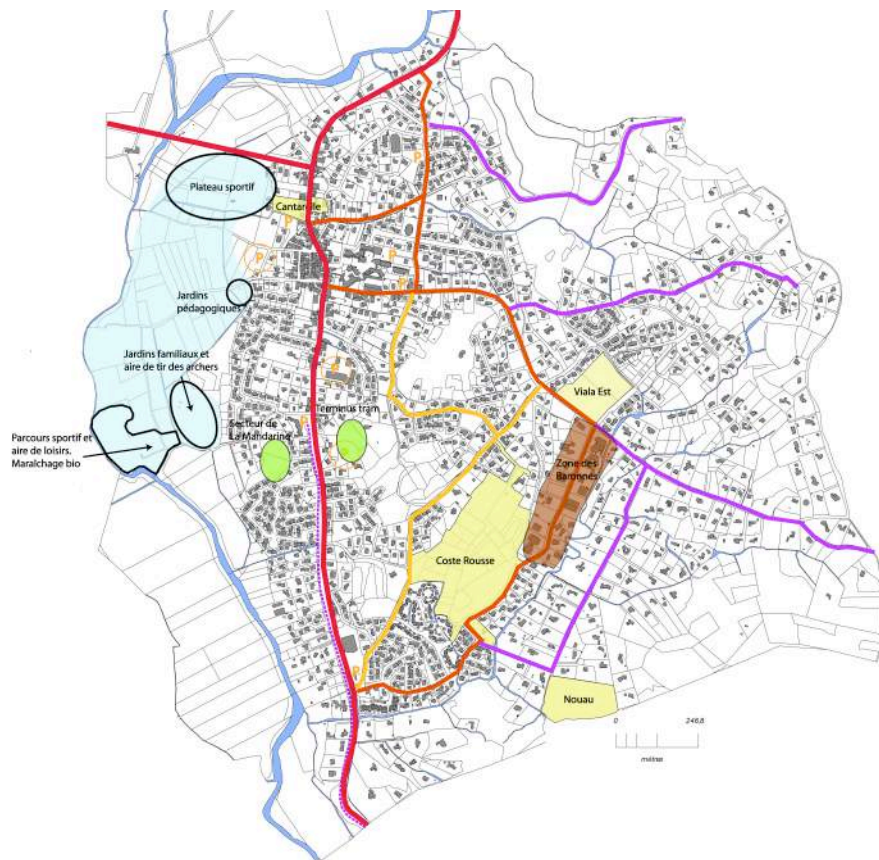 Plateau sportif
Cantarelle
P
P
P
P
P
Jardins
pédagogiques
Jardins familiaux et
aire de tir des archers
P
P
Terminus tram
Secteur de
La Mandarine
Parcours sportif et
aire de loisirs.
Maraîchage bio
P
Viala Est
Zone des
Baronnes
Coste Rousse
P
Nouau
0
246,8
mètres